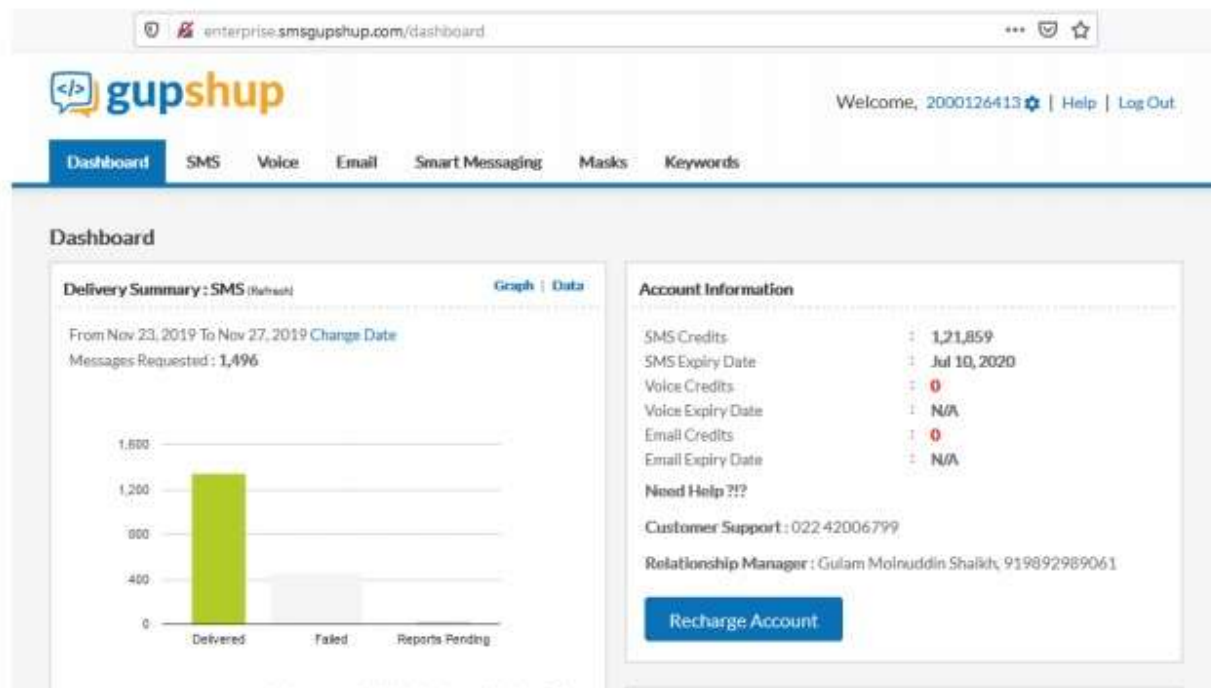 enterprise.smsgupshup.com/dashboard
</> gupshup
Welcome, 2000126413 | Help | Log Out
Dashboard SMS Voice Email Smart Messaging Masks Keywords
Dashboard
Delivery Summary : SMS (Refresh) Graph | Data
From Nov 23, 2019 To Nov 27, 2019 Change Date
Messages Requested : 1,496
1,600
1,200
800
400
0
Delivered Failed Reports Pending
Account Information
SMS Credits : 1,21,859
SMS Expiry Date : Jul 10, 2020
Voice Credits : 0
Voice Expiry Date : N/A
Email Credits : 0
Email Expiry Date : N/A
Need Help ?!?
Customer Support : 022 42006799
Relationship Manager : Gulam Moinuddin Shaikh, 919892989061
Recharge Account